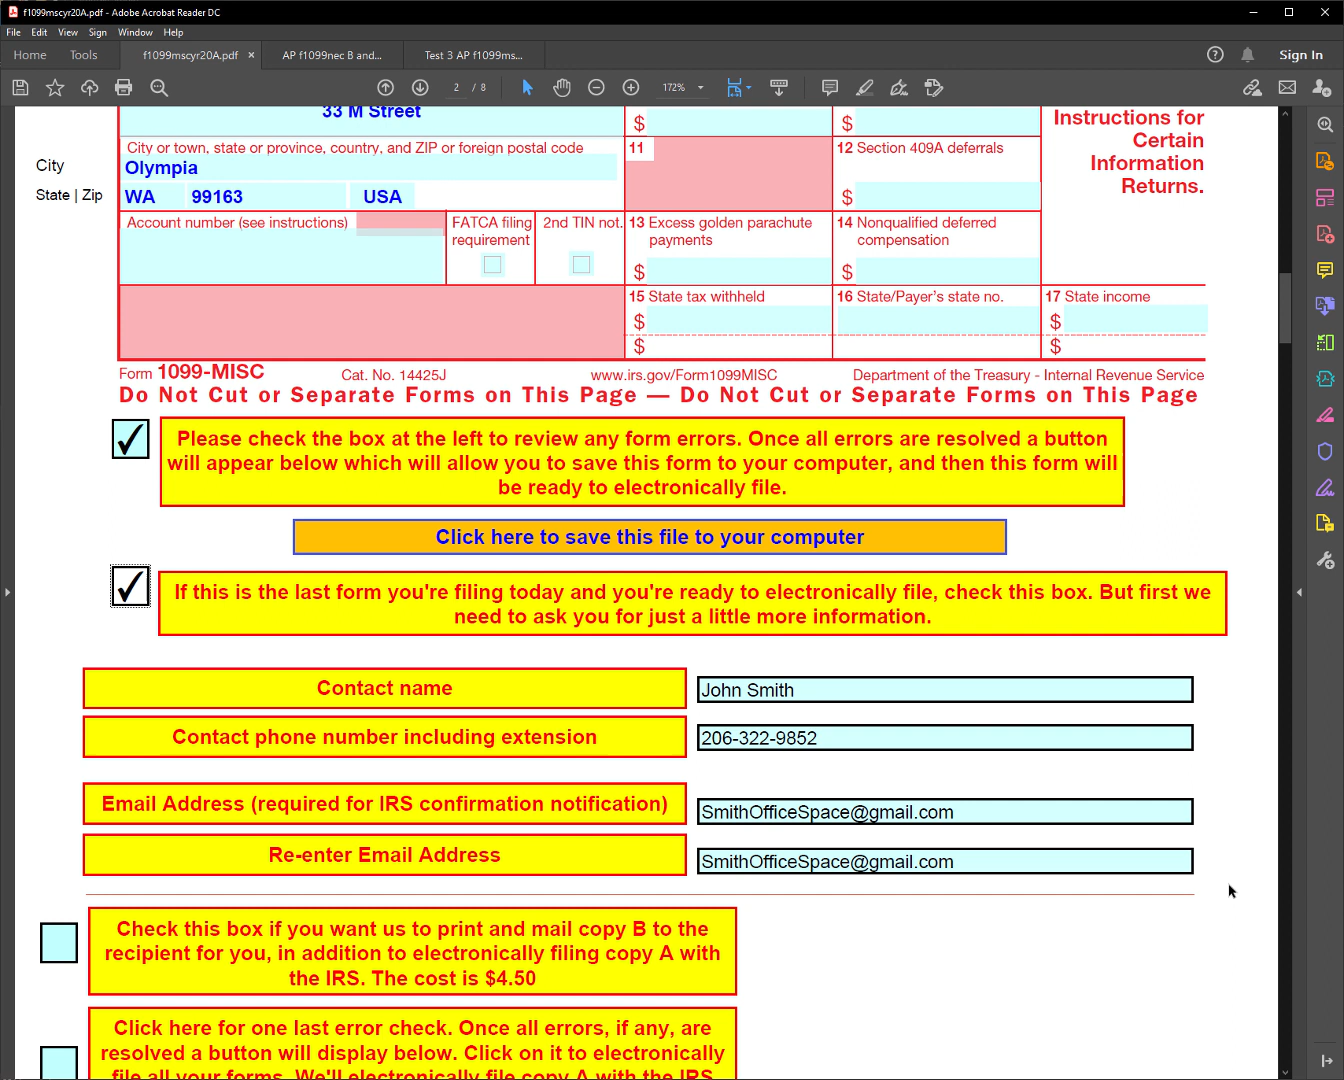 f1099mscyr20A.pdf - Adobe Acrobat Reader DC
File Edit View Sign Window Help
Home Tools f1099mscyr20A.pdf × AP f1099nec B and... Test 3 AP f1099ms... Sign In
2 / 8 172%
33 M Street
$ $
Instructions for
Certain
Information
Returns.
City or town, state or province, country, and ZIP or foreign postal code
11
12 Section 409A deferrals
City
Olympia
State | Zip
WA 99163 USA
$
Account number (see instructions)
FATCA filing
requirement
2nd TIN not.
13 Excess golden parachute
payments
$
14 Nonqualified deferred
compensation
$
15 State tax withheld
16 State/Payer's state no.
17 State income
$ $
$ $
Form 1099-MISC Cat. No. 14425J www.irs.gov/Form1099MISC Department of the Treasury - Internal Revenue Service
Do Not Cut or Separate Forms on This Page — Do Not Cut or Separate Forms on This Page
Please check the box at the left to review any form errors. Once all errors are resolved a button
will appear below which will allow you to save this form to your computer, and then this form will
be ready to electronically file.
Click here to save this file to your computer
If this is the last form you're filing today and you're ready to electronically file, check this box. But first we
need to ask you for just a little more information.
Contact name
John Smith
Contact phone number including extension
206-322-9852
Email Address (required for IRS confirmation notification)
SmithOfficeSpace@gmail.com
Re-enter Email Address
SmithOfficeSpace@gmail.com
Check this box if you want us to print and mail copy B to the
recipient for you, in addition to electronically filing copy A with
the IRS. The cost is $4.50
Click here for one last error check. Once all errors, if any, are
resolved a button will display below. Click on it to electronically
file all your forms. We'll electronically file copy A with the IRS